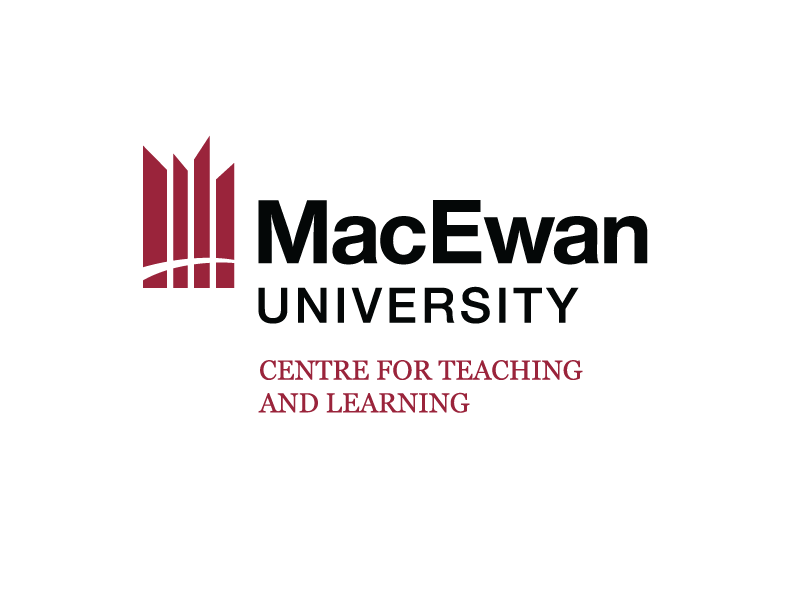 MacEwan
UNIVERSITY
CENTRE FOR TEACHING
AND LEARNING